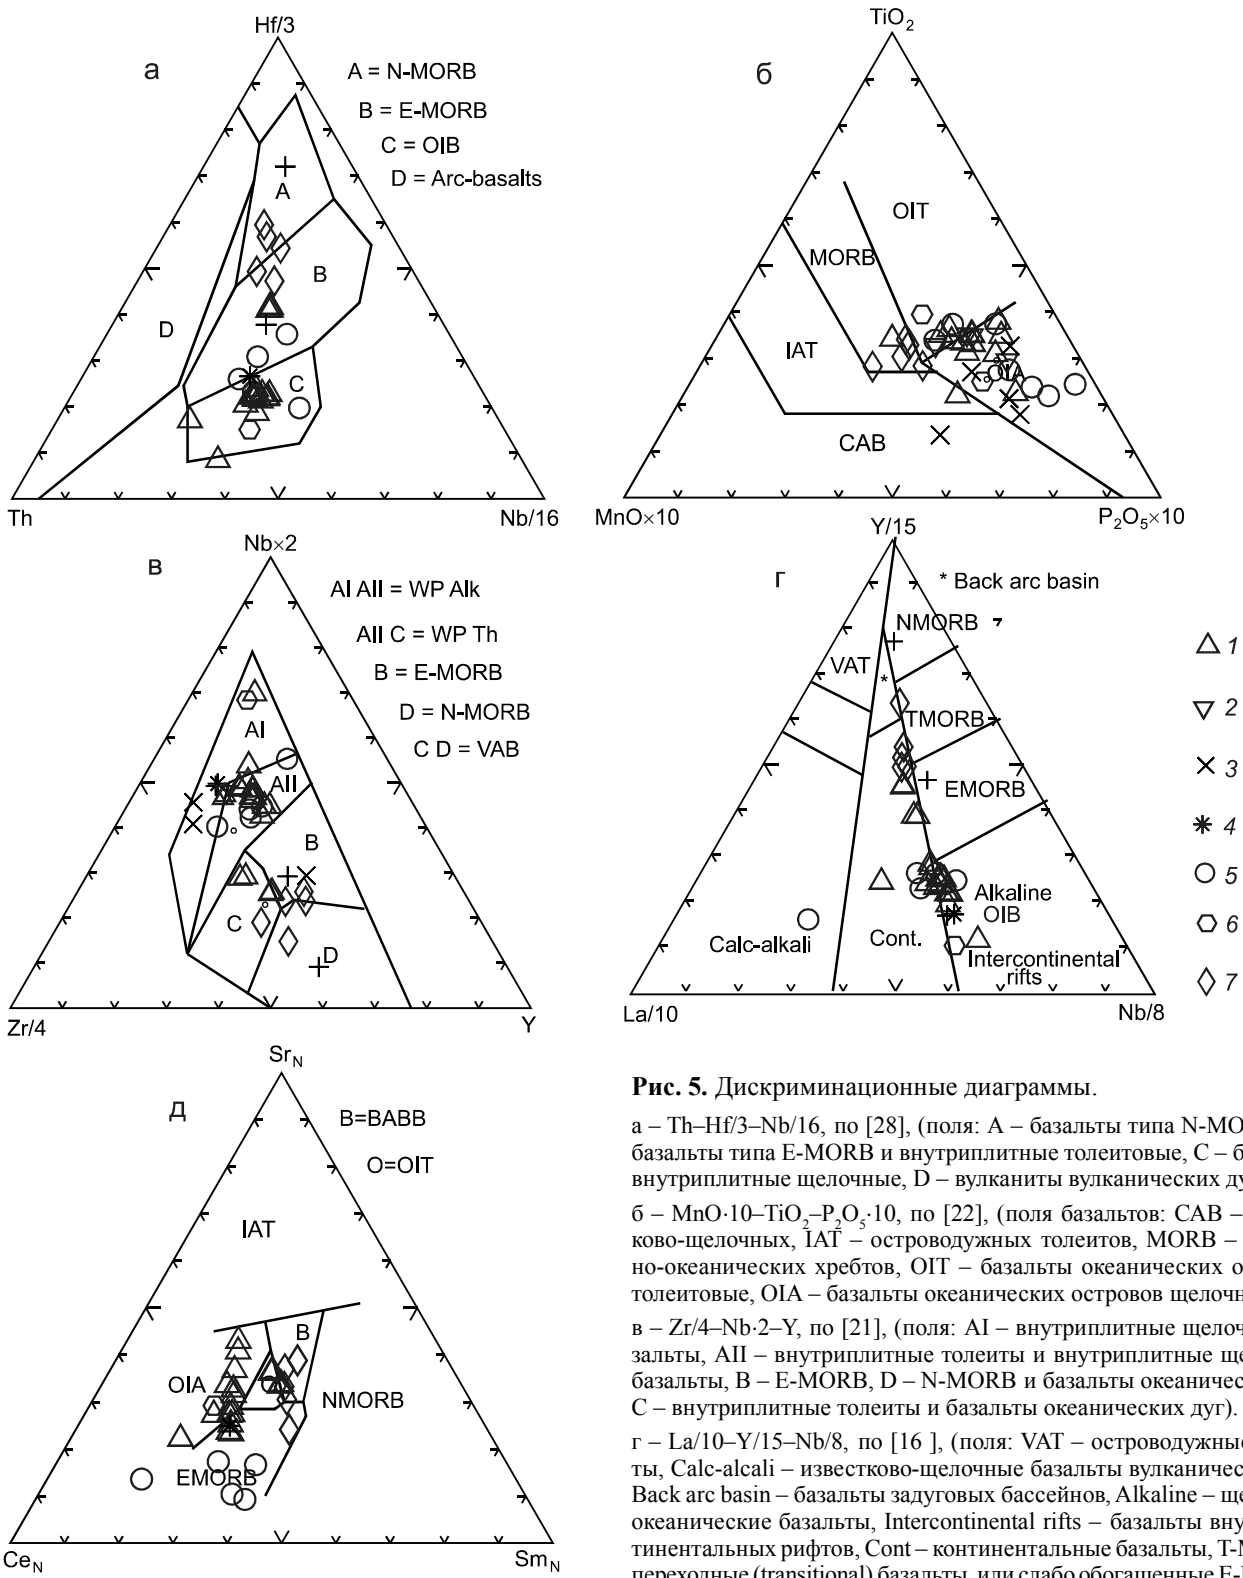 Hf/3
а
A = N-MORB
B = E-MORB
C = OIB
D = Arc-basalts
A
B
D
C
Th
Nb/16
TiO2
б
OIT
MORB
IAT
CAB
MnO×10
P2O5×10
Nb×2
в
AI AII = WP Alk
AII C = WP Th
B = E-MORB
D = N-MORB
C D = VAB
AI
AII
B
C
D
Zr/4
Y
Y/15
г
* Back arc basin
NMORB
VAT
*
TMORB
EMORB
Alkaline
OIB
Calc-alkali
Cont.
Intercontinental
rifts
La/10
Nb/8
1
2
3
4
5
6
7
SrN
д
B=BABB
O=OIT
IAT
B
OIA
NMORB
EMORB
CeN
SmN
Рис. 5. Дискриминационные диаграммы.
а – Th–Hf/3–Nb/16, по [28], (поля: А – базальты типа N-MO
базальты типа E-MORB и внутриплитные толеитовые, С – б
внутриплитные щелочные, D – вулканиты вулканических ду
б – MnO·10–TiO2–P2O5·10, по [22], (поля базальтов: CAB –
ково-щелочных, IAT – островодужных толеитов, MORB –
но-океанических хребтов, OIT – базальты океанических о
толеитовые, OIA – базальты океанических островов щелочн
в – Zr/4–Nb·2–Y, по [21], (поля: AI – внутриплитные щелоч
зальты, AII – внутриплитные толеиты и внутриплитные ще
базальты, B – E-MORB, D – N-MORB и базальты океаничес
С – внутриплитные толеиты и базальты океанических дуг).
г – La/10–Y/15–Nb/8, по [16 ], (поля: VAT – островодужные
ты, Calc-alcali – известково-щелочные базальты вулканичес
Back arc basin – базальты задуговых бассейнов, Alkaline – ще
океанические базальты, Intercontinental rifts – базальты вну
тинентальных рифтов, Cont – континентальные базальты, T-M
переходные (transitional) базальты, или слабо обогащенные E-